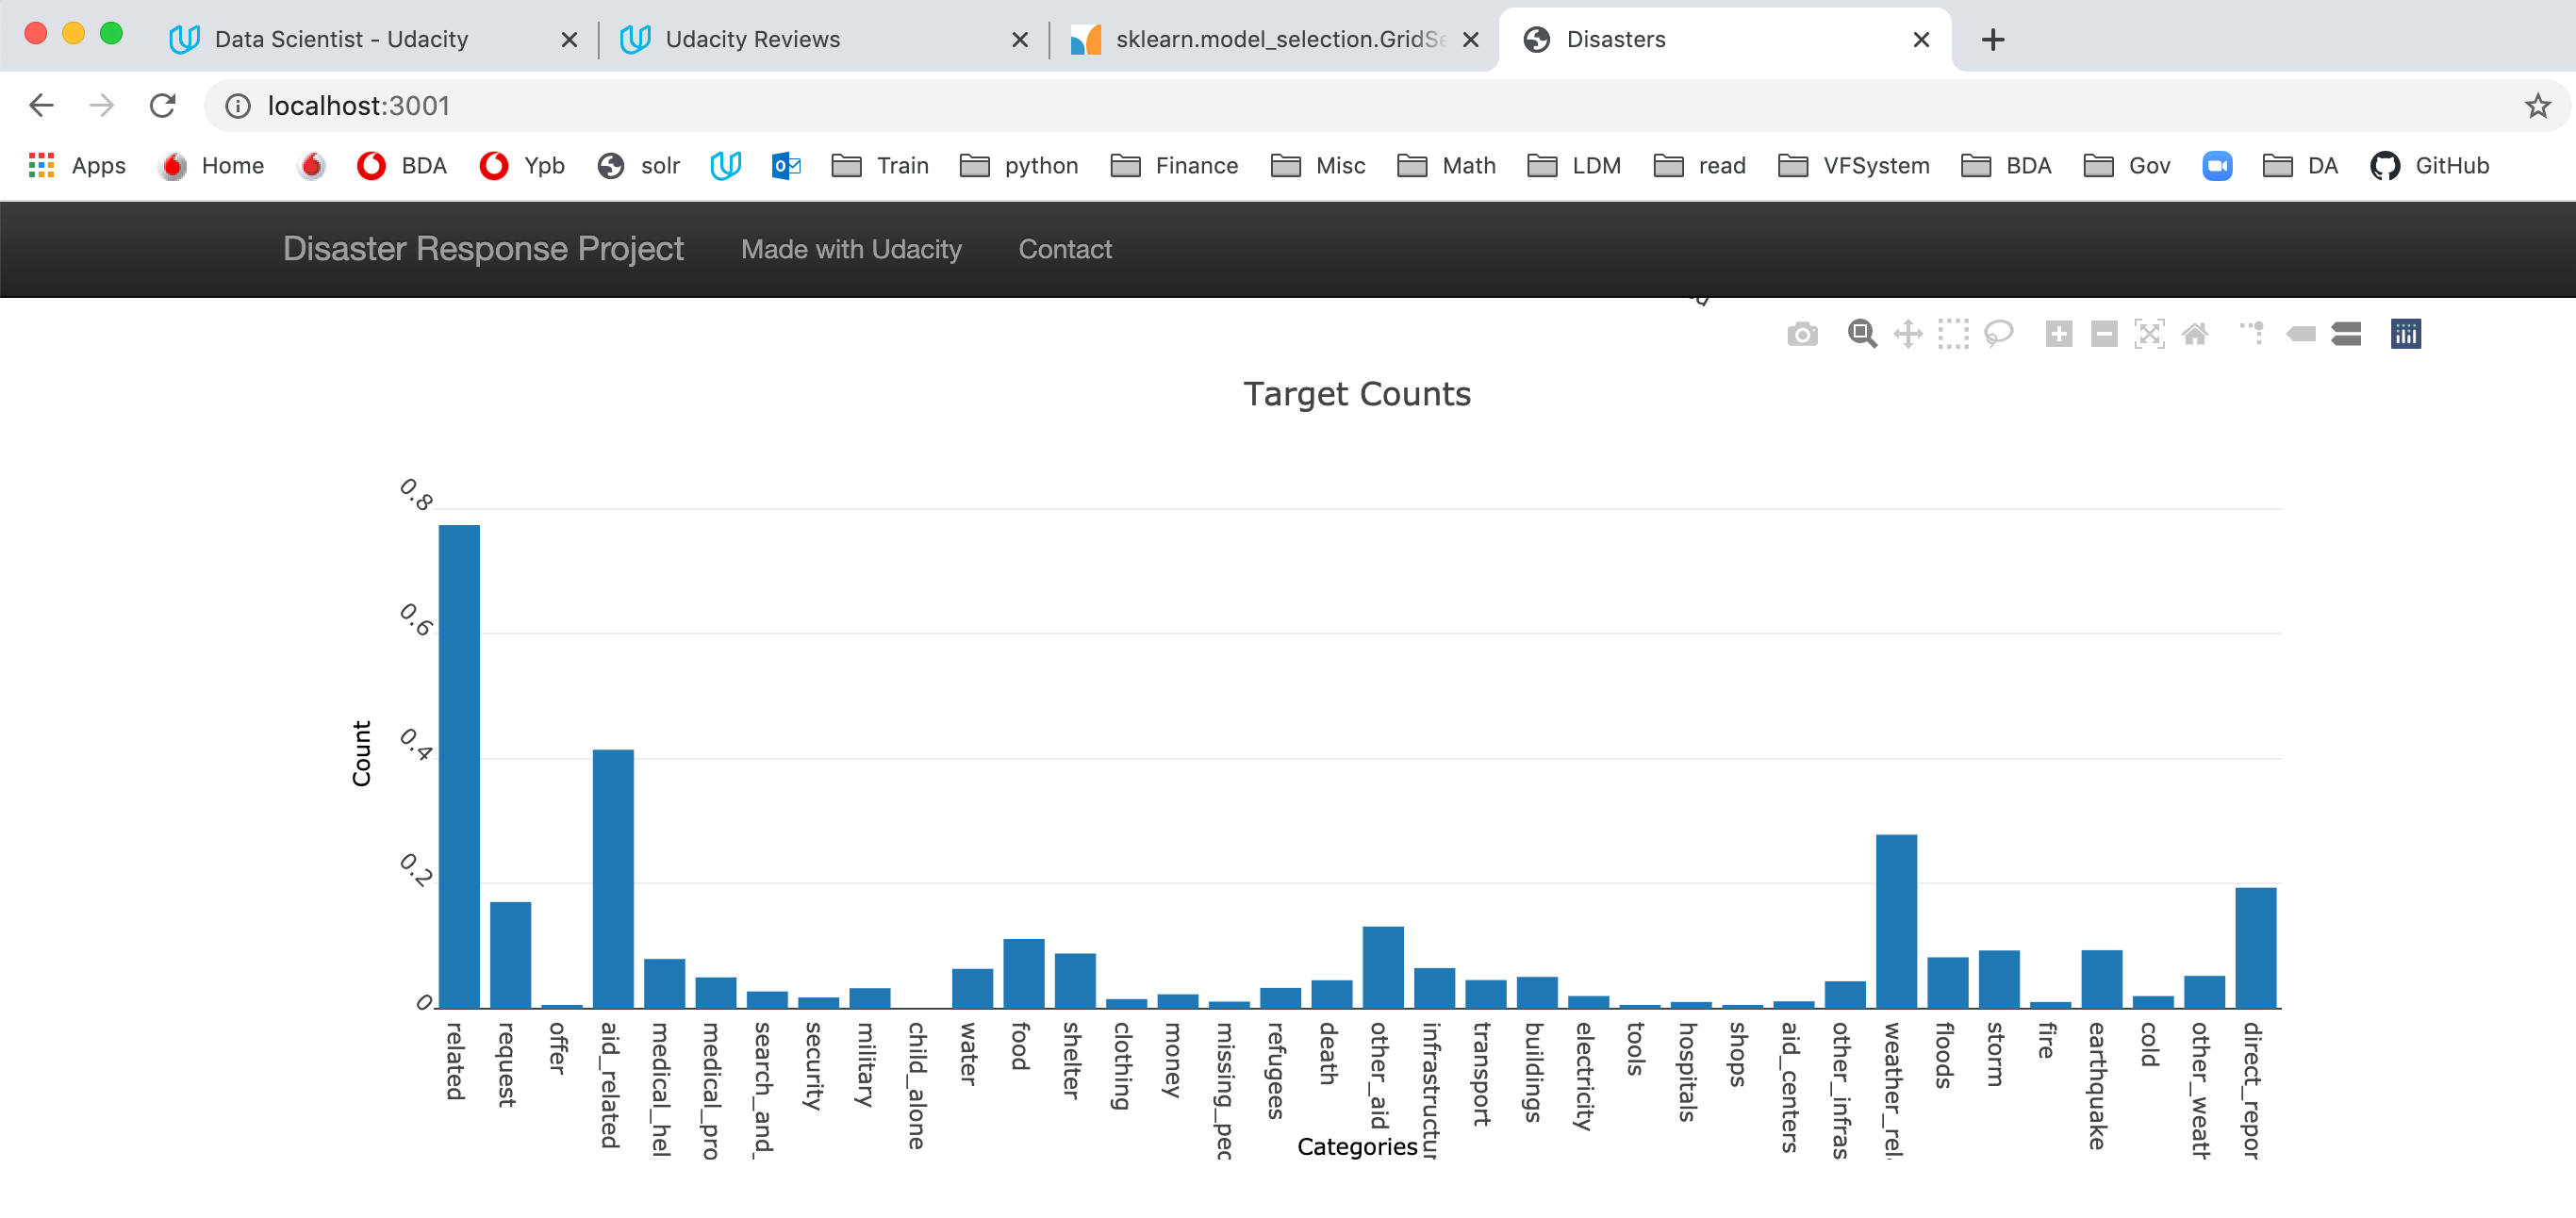 Data Scientist - Udacity
Udacity Reviews
sklearn.model_selection.GridSe
Disasters
localhost:3001
Apps Home BDA Ypb solr Train python Finance Misc Math LDM read VFSystem BDA Gov DA GitHub
Disaster Response Project Made with Udacity Contact
Target Counts
0.8
0.6
0.4
0.2
0
Count
related
request
offer
aid_related
medical_hel
medical_pro
search_and_
security
military
child_alone
water
food
shelter
clothing
money
missing_peo
refugees
death
other_aid
infrastructur
transport
buildings
electricity
tools
hospitals
shops
aid_centers
other_infras
weather_rel
floods
storm
fire
earthquake
cold
other_weath
direct_repor
Categories